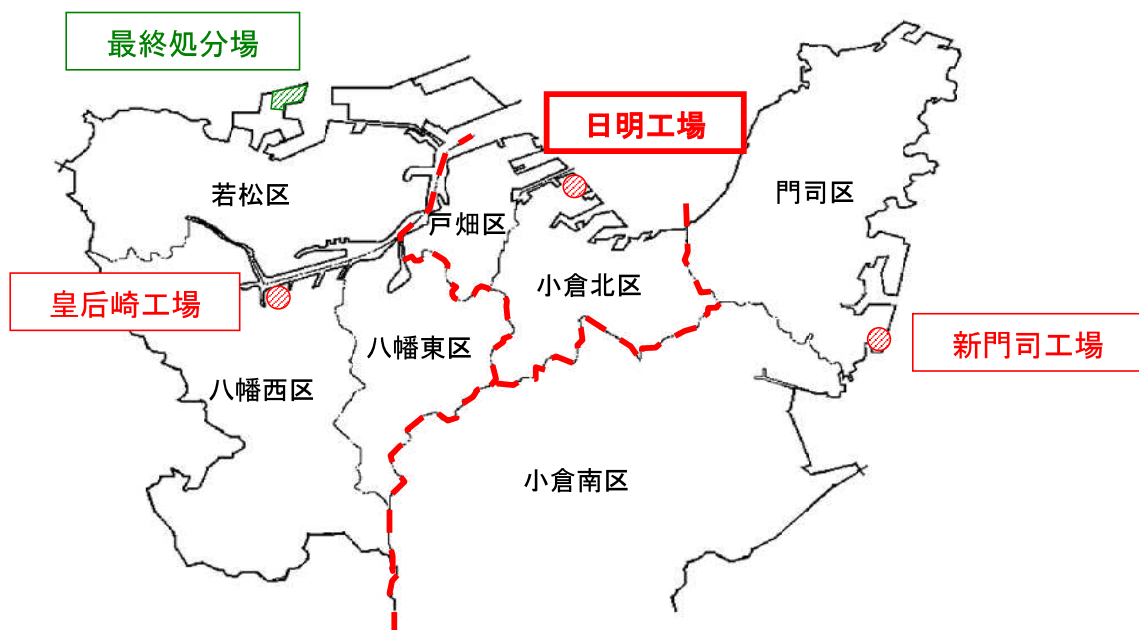 最終処分場
日明工場
若松区
門司区
戸畑区
皇后崎工場
小倉北区
新門司工場
八幡東区
八幡西区
小倉南区